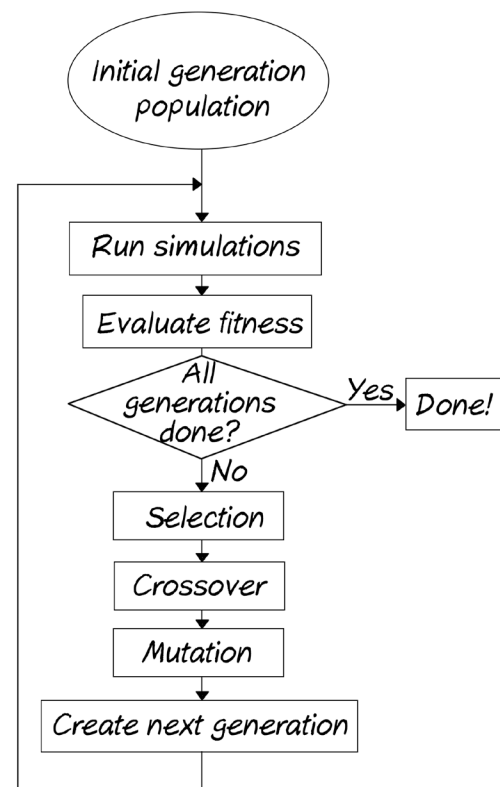 Initial generation
population
Run simulations
Evaluate fitness
All
generations
done?
Yes
Done!
No
Selection
Crossover
Mutation
Create next generation